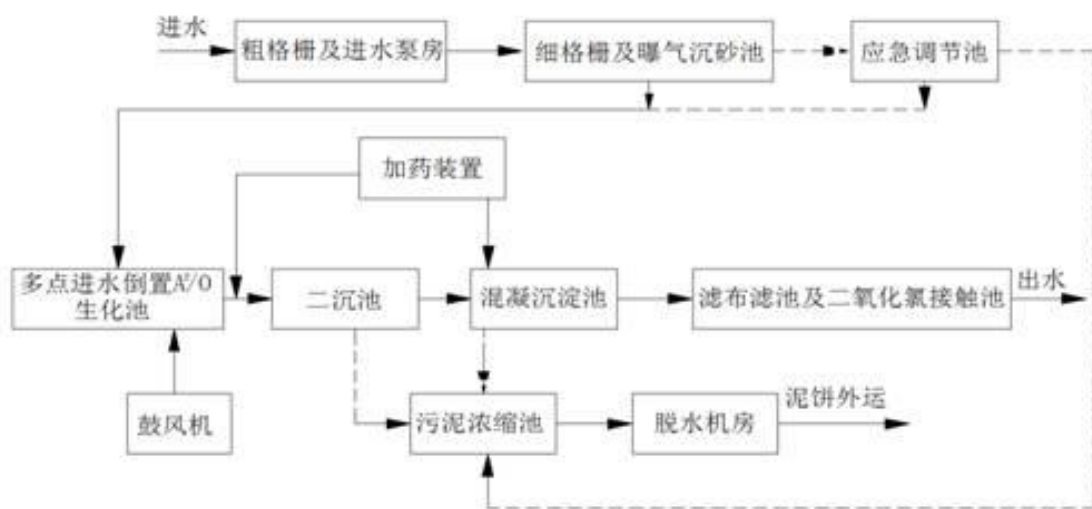 进水
粗格栅及进水泵房
细格栅及曝气沉砂池
应急调节池
加药装置
多点进水倒置A²/O
生化池
二沉池
混凝沉淀池
滤布滤池及二氧化氯接触池
出水
鼓风机
污泥浓缩池
脱水机房
泥饼外运